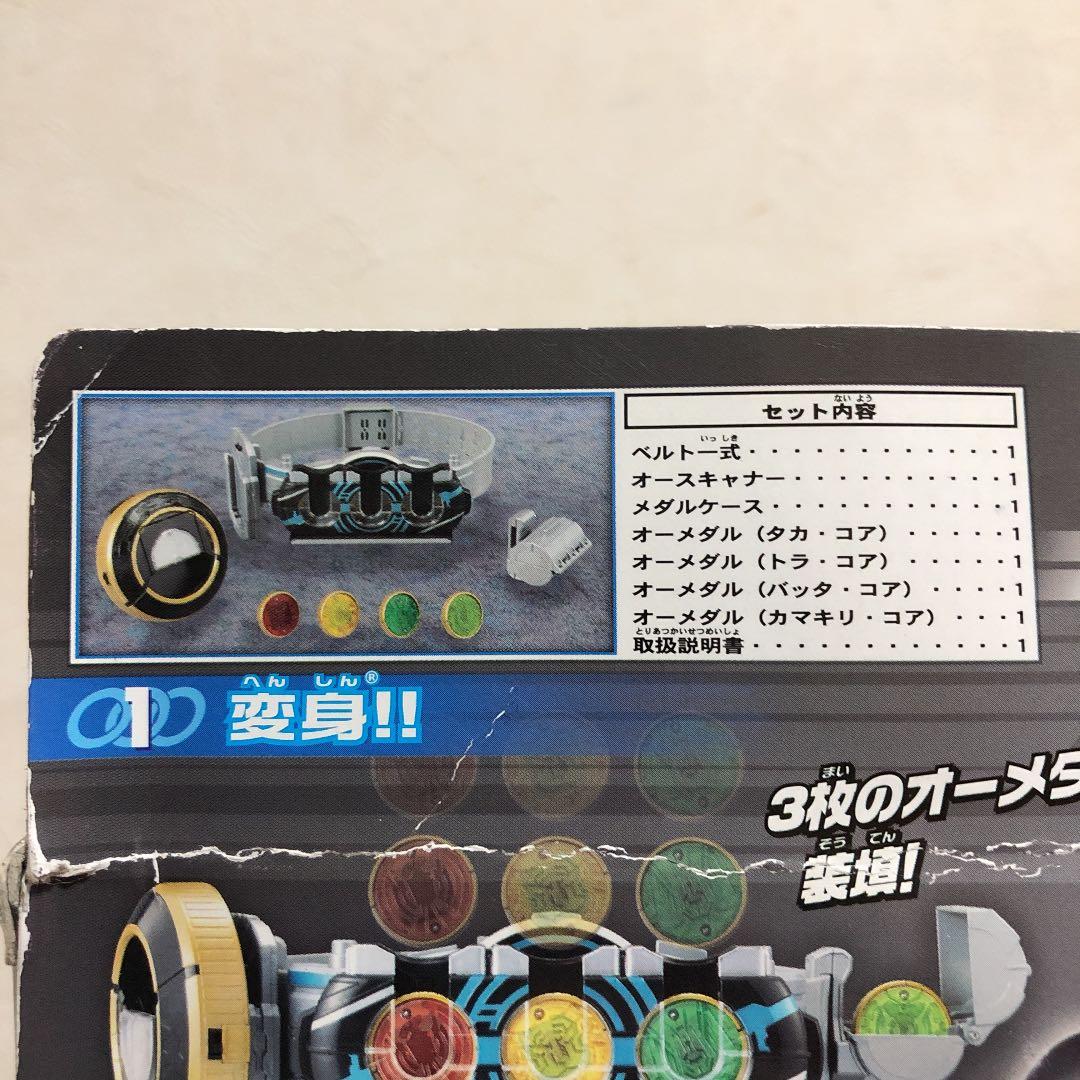 ないよう
セット内容
いっしき
ベルト一式・・・・・・・・・・・・1
オースキャナー・・・・・・・・・・1
メダルケース・・・・・・・・・・・1
オーメダル（タカ・コア）・・・・・1
オーメダル（トラ・コア）・・・・・1
オーメダル（バッタ・コア）・・・・・1
オーメダル（カマキリ・コア）・・・1
とりあつかいせつめいしょ
取扱説明書・・・・・・・・・・・・1
へんしん®
1 変身!!
まい
3枚のオーメダ
そうてん
装塡!